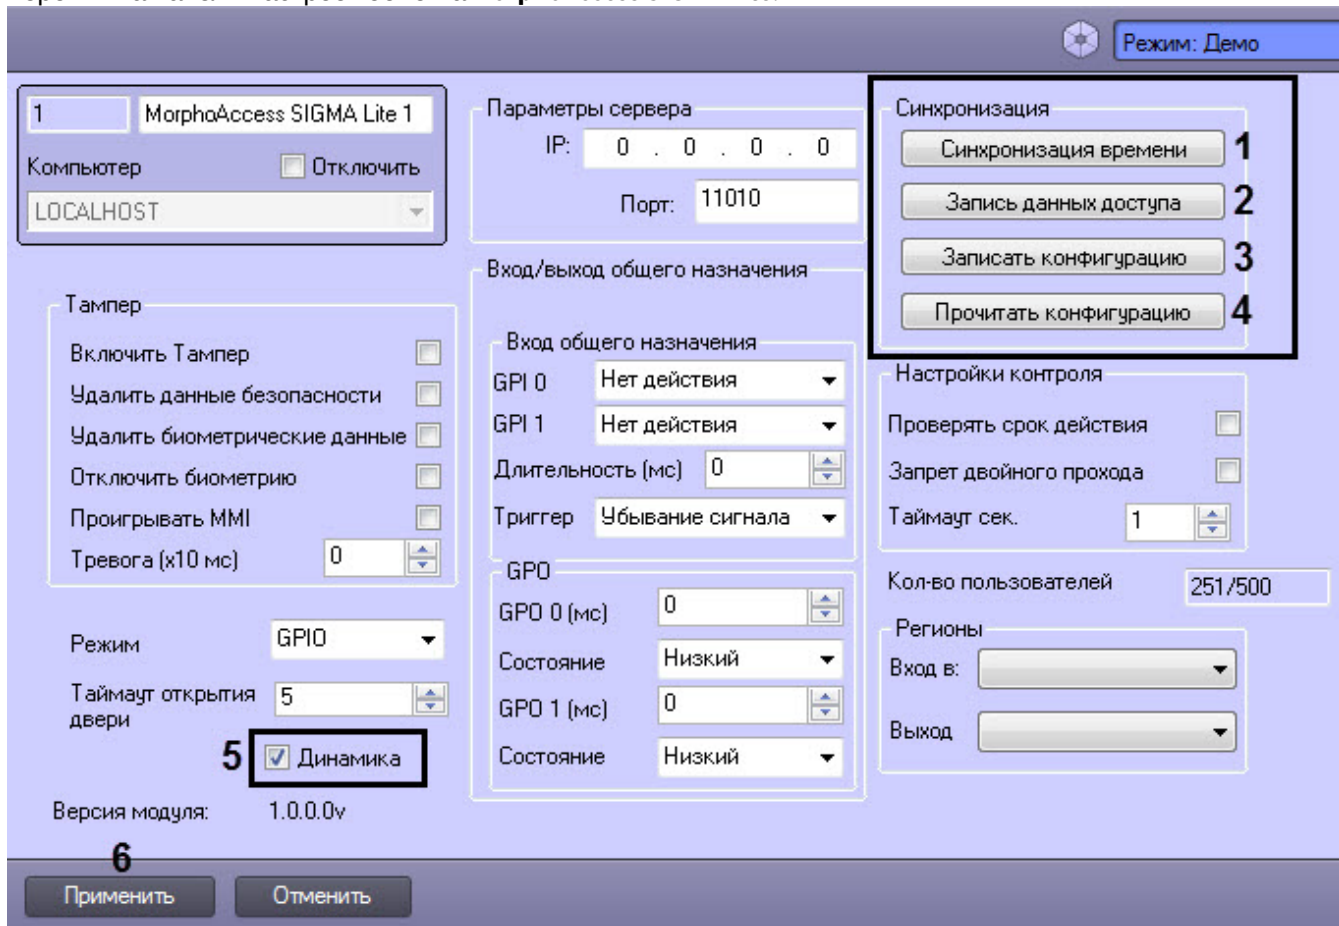 Режим: Демо
1 MorphoAccess SIGMA Lite 1
Компьютер Отключить
LOCALHOST
Тампер
Включить Тампер
Удалить данные безопасности
Удалить биометрические данные
Отключить биометрию
Проигрывать MMI
Тревога (x10 мс) 0
Режим GPIO
Таймаут открытия 5
двери
5 Динамика
Версия модуля: 1.0.0.0v
Параметры сервера
IP: 0 . 0 . 0 . 0
Порт: 11010
Вход/выход общего назначения
Вход общего назначения
GPI 0 Нет действия
GPI 1 Нет действия
Длительность (мс) 0
Триггер Убывание сигнала
GPO
GPO 0 (мс) 0
Состояние Низкий
GPO 1 (мс) 0
Состояние Низкий
Синхронизация
Синхронизация времени 1
Запись данных доступа 2
Записать конфигурацию 3
Прочитать конфигурацию 4
Настройки контроля
Проверять срок действия
Запрет двойного прохода
Таймаут сек. 1
Кол-во пользователей 251/500
Регионы
Вход в:
Выход
6
Применить Отменить